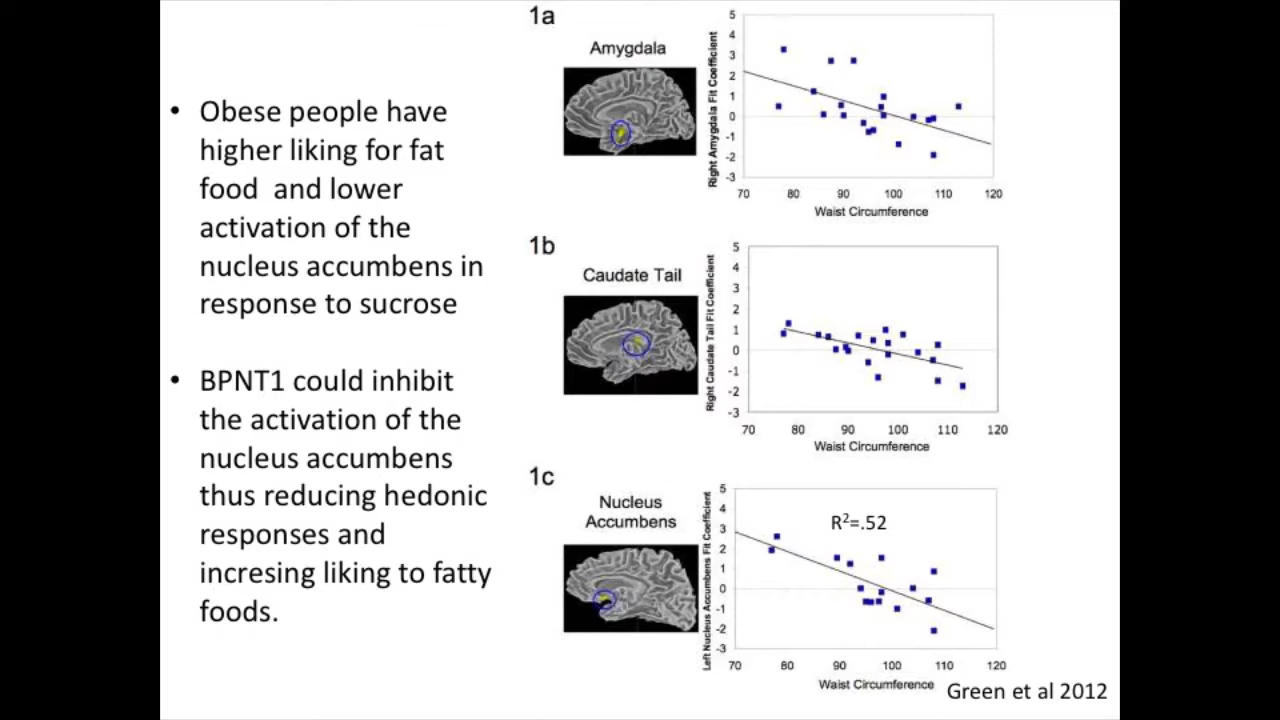 • Obese people have
higher liking for fat
food and lower
activation of the
nucleus accumbens in
response to sucrose
• BPNT1 could inhibit
the activation of the
nucleus accumbens
thus reducing hedonic
responses and
incresing liking to fatty
foods.
1a
Amygdala
Right Amygdala Fit Coefficient
5
4
3
2
1
0
-1
-2
-3
70 80 90 100 110 120
Waist Circumference
1b
Caudate Tail
Right Caudate Tail Fit Coefficient
5
4
3
2
1
0
-1
-2
-3
70 80 90 100 110 120
Waist Circumference
1c
Nucleus
Accumbens
Left Nucleus Accumbens Fit Coefficient
5
4
3
2
1
0
-1
-2
-3
R²=.52
70 80 90 100 110 120
Waist Circumference
Green et al 2012